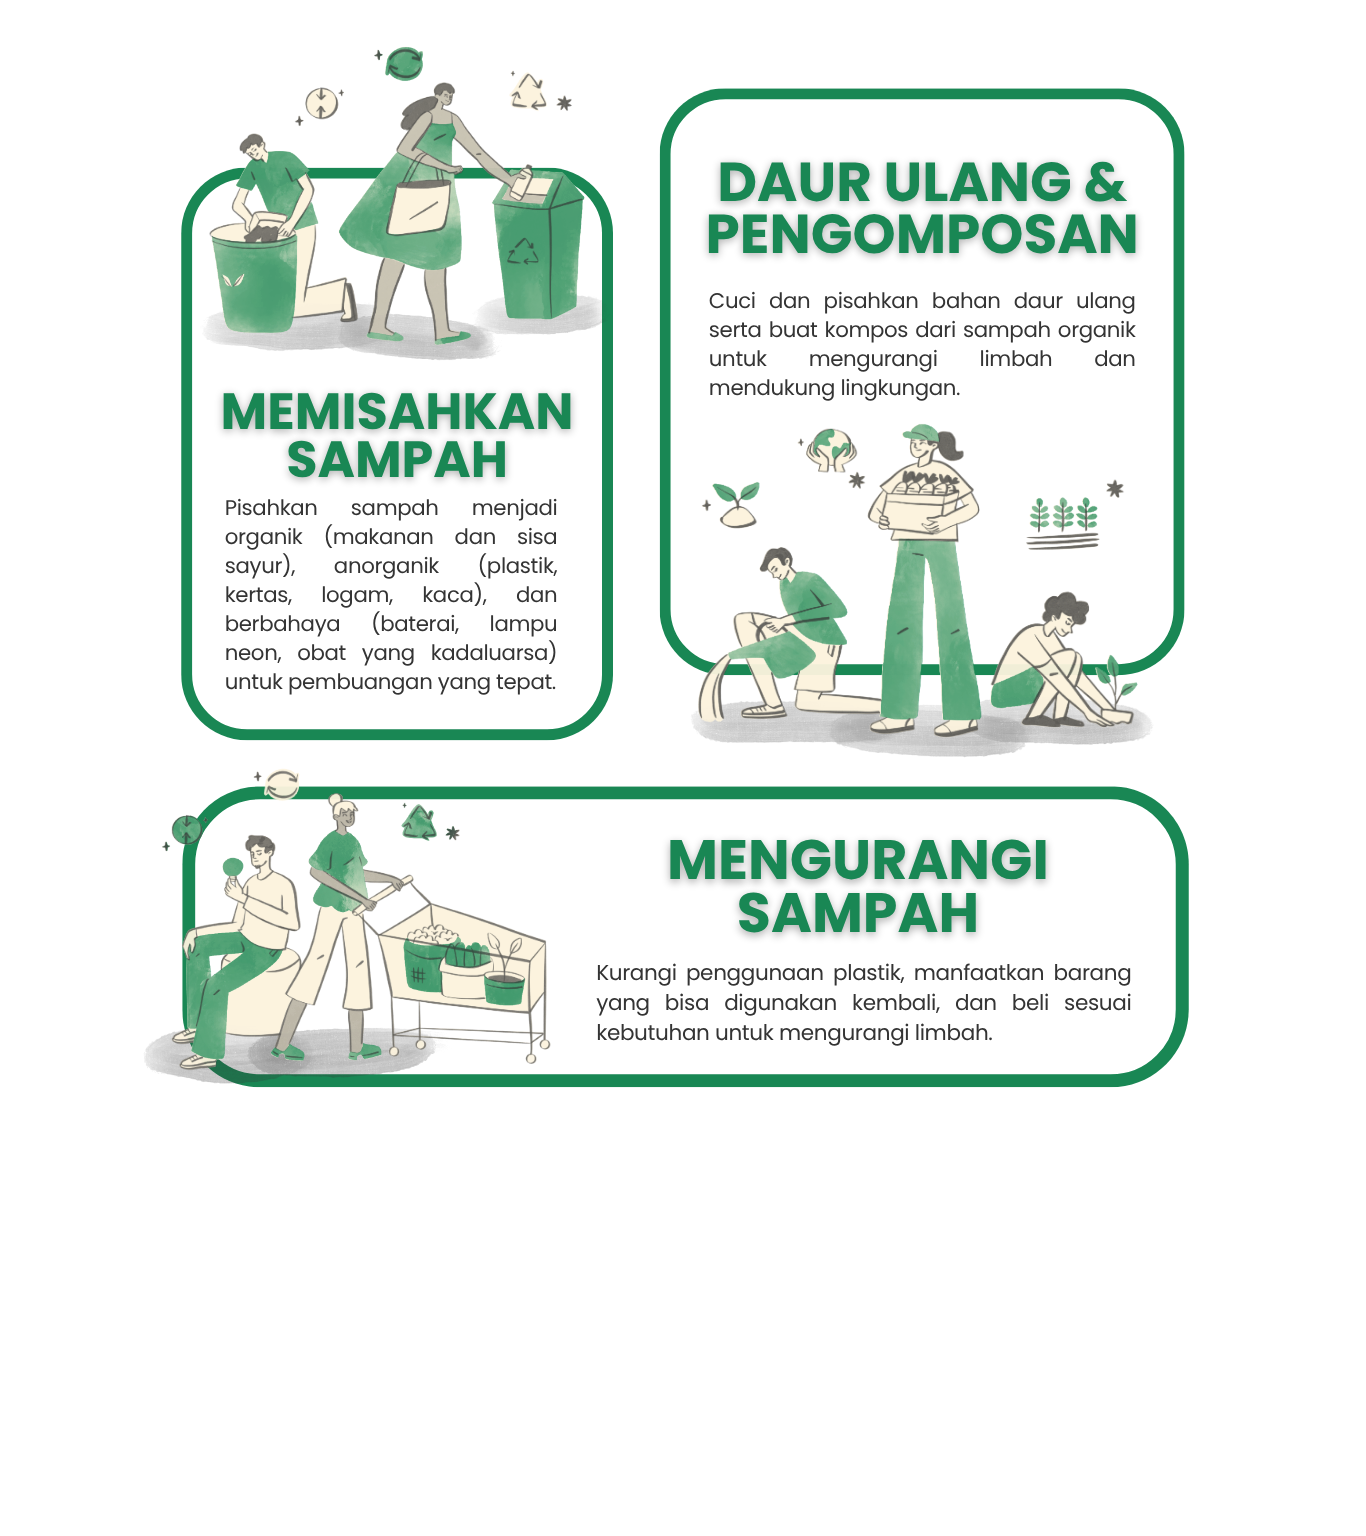 MEMISAHKAN
SAMPAH
Pisahkan sampah menjadi
organik (makanan dan sisa
sayur), anorganik (plastik,
kertas, logam, kaca), dan
berbahaya (baterai, lampu
neon, obat yang kadaluarsa)
untuk pembuangan yang tepat.
DAUR ULANG &
PENGOMPOSAN
Cuci dan pisahkan bahan daur ulang
serta buat kompos dari sampah organik
untuk mengurangi limbah dan
mendukung lingkungan.
MENGURANGI
SAMPAH
Kurangi penggunaan plastik, manfaatkan barang
yang bisa digunakan kembali, dan beli sesuai
kebutuhan untuk mengurangi limbah.